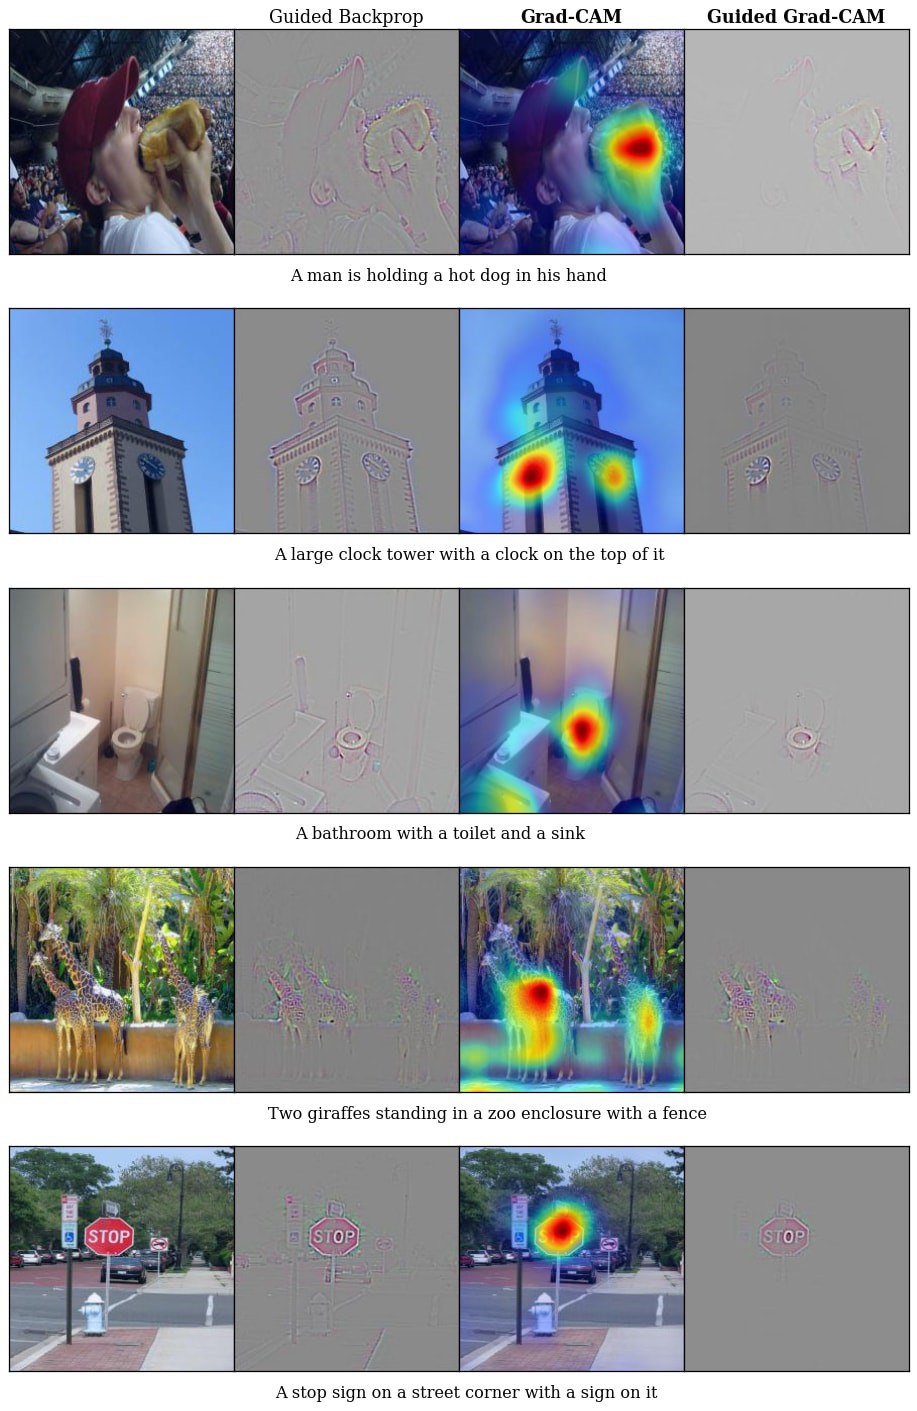 Guided Backprop Grad-CAM Guided Grad-CAM
A man is holding a hot dog in his hand
A large clock tower with a clock on the top of it
A bathroom with a toilet and a sink
Two giraffes standing in a zoo enclosure with a fence
STOP STOP STOP
A stop sign on a street corner with a sign on it